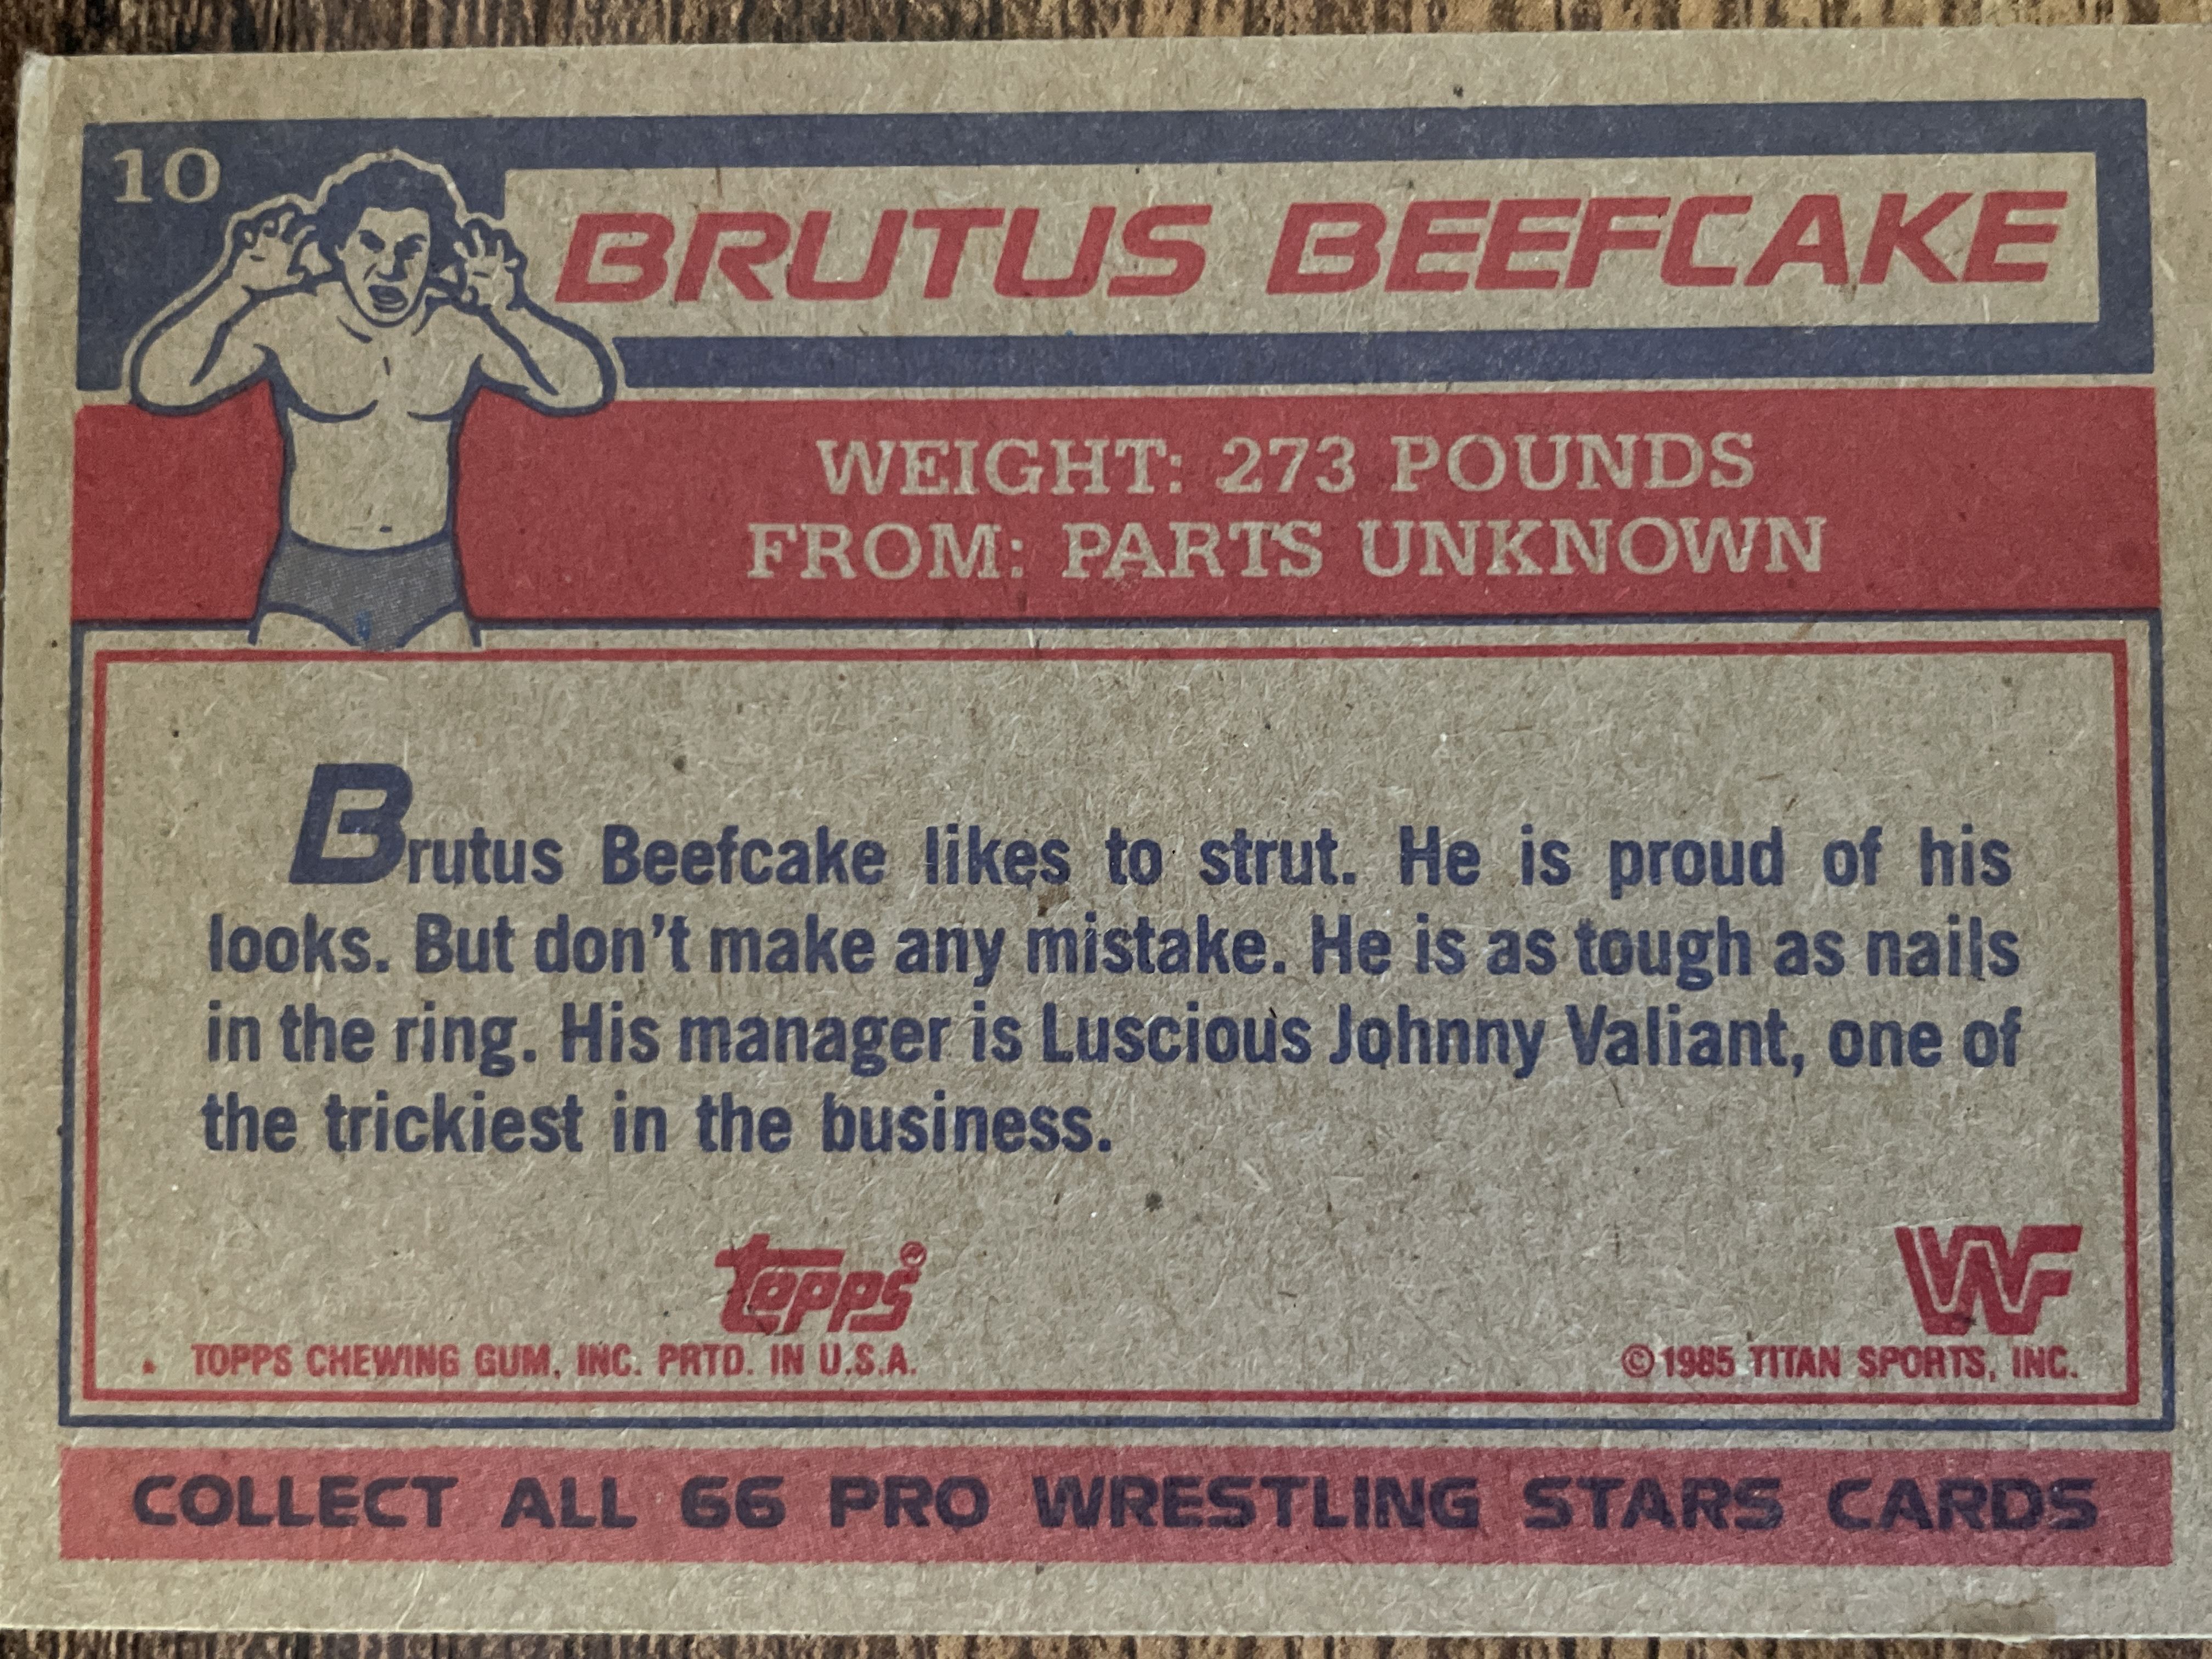 10
BRUTUS BEEFCAKE
WEIGHT: 273 POUNDS
FROM: PARTS UNKNOWN
Brutus Beefcake likes to strut. He is proud of his
looks. But don't make any mistake. He is as tough as nails
in the ring. His manager is Luscious Johnny Valiant, one of
the trickiest in the business.
topps®
WF
TOPPS CHEWING GUM, INC. PRTD. IN U.S.A.
©1985 TITAN SPORTS, INC.
COLLECT ALL 66 PRO WRESTLING STARS CARDS